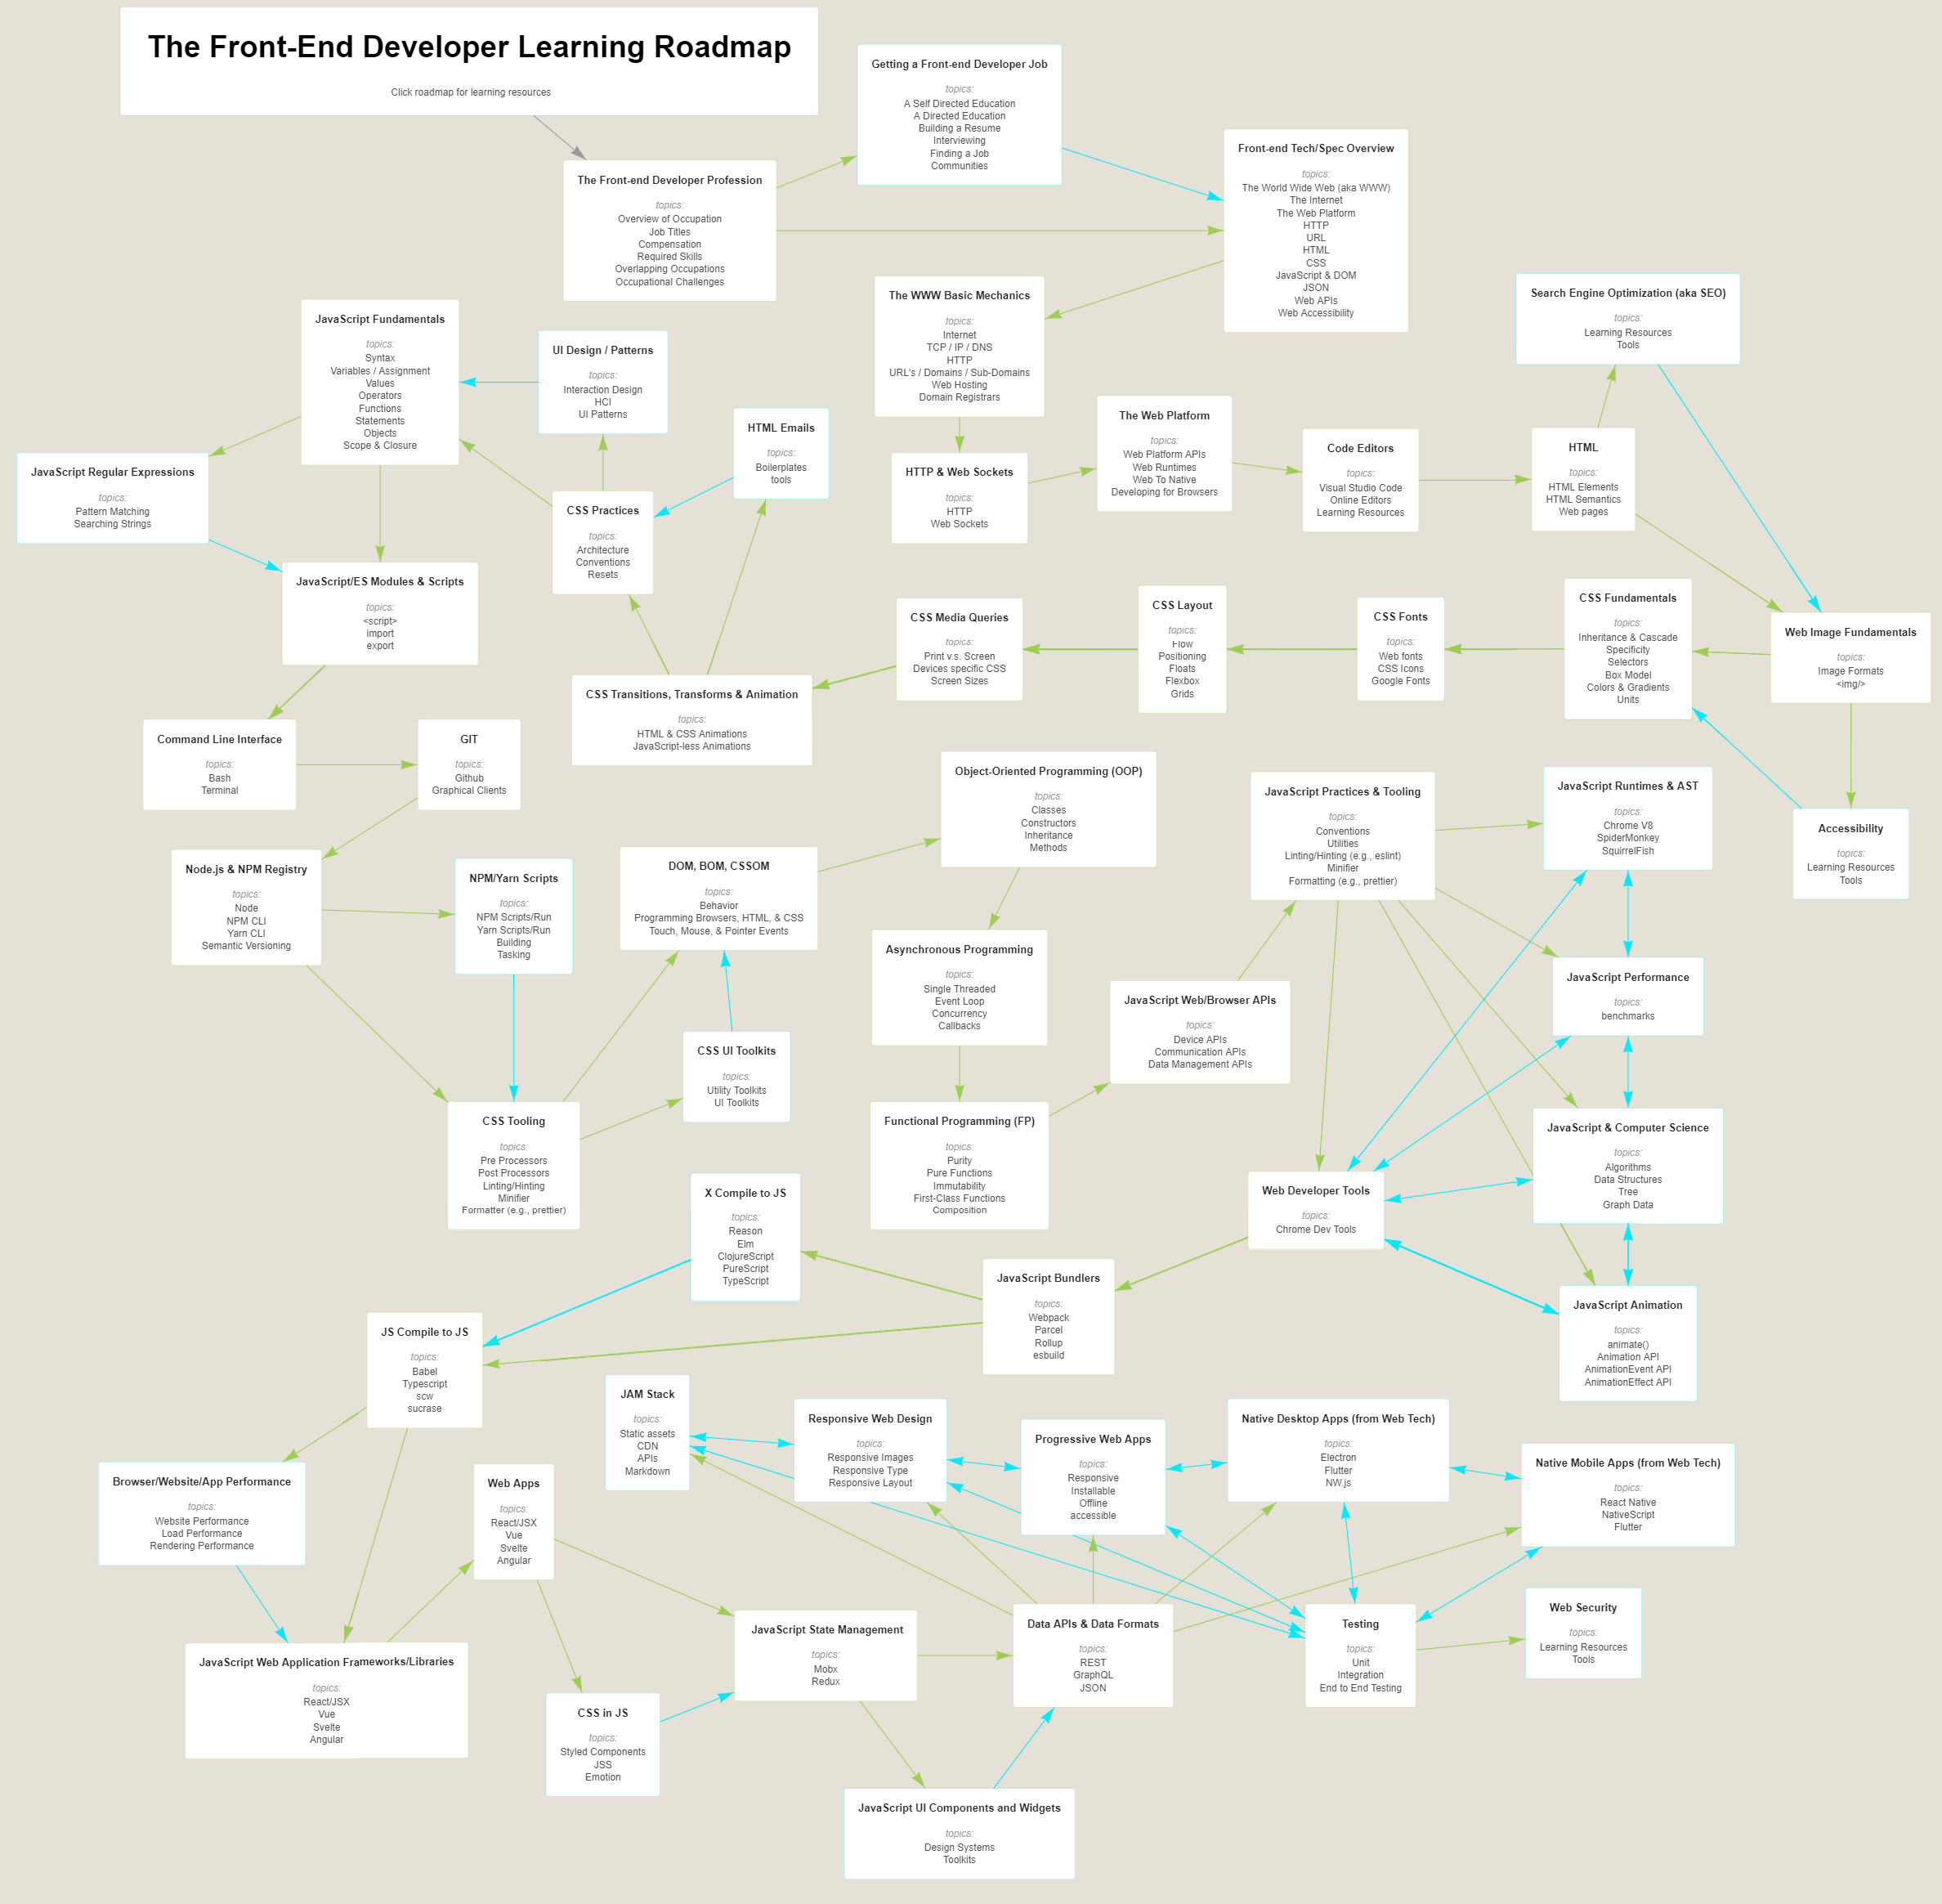 The Front-End Developer Learning Roadmap
Click roadmap for learning resources
Getting a Front-end Developer Job
topics:
A Self Directed Education
A Directed Education
Building a Resume
Interviewing
Finding a Job
Communities
The Front-end Developer Profession
topics:
Overview of Occupation
Job Titles
Compensation
Required Skills
Overlapping Occupations
Occupational Challenges
Front-end Tech/Spec Overview
topics:
The World Wide Web (aka WWW)
The Internet
The Web Platform
HTTP
URL
HTML
CSS
JavaScript & DOM
JSON
Web APIs
Web Accessibility
The WWW Basic Mechanics
topics:
Internet
TCP / IP / DNS
HTTP
URL's / Domains / Sub-Domains
Web Hosting
Domain Registrars
HTTP & Web Sockets
topics:
HTTP
Web Sockets
The Web Platform
topics:
Web Platform APIs
Web Runtimes
Web To Native
Developing for Browsers
Code Editors
topics:
Visual Studio Code
Online Editors
Learning Resources
HTML
topics:
HTML Elements
HTML Semantics
Web pages
Search Engine Optimization (aka SEO)
topics:
Learning Resources
Tools
Web Image Fundamentals
topics:
Image Formats
<img/>
Accessibility
topics:
Learning Resources
Tools
CSS Fundamentals
topics:
Inheritance & Cascade
Specificity
Selectors
Box Model
Colors & Gradients
Units
CSS Fonts
topics:
Web fonts
CSS Icons
Google Fonts
CSS Layout
topics:
Flow
Positioning
Floats
Flexbox
Grids
CSS Media Queries
topics:
Print v.s. Screen
Devices specific CSS
Screen Sizes
CSS Transitions, Transforms & Animation
topics:
HTML & CSS Animations
JavaScript-less Animations
HTML Emails
topics:
Boilerplates
tools
CSS Practices
topics:
Architecture
Conventions
Resets
UI Design / Patterns
topics:
Interaction Design
HCI
UI Patterns
JavaScript Fundamentals
topics:
Syntax
Variables / Assignment
Values
Operators
Functions
Statements
Objects
Scope & Closure
JavaScript Regular Expressions
topics:
Pattern Matching
Searching Strings
JavaScript/ES Modules & Scripts
topics:
<script>
import
export
Command Line Interface
topics:
Bash
Terminal
GIT
topics:
Github
Graphical Clients
Node.js & NPM Registry
topics:
Node
NPM CLI
Yarn CLI
Semantic Versioning
NPM/Yarn Scripts
topics:
NPM Scripts/Run
Yarn Scripts/Run
Building
Tasking
CSS Tooling
topics:
Pre Processors
Post Processors
Linting/Hinting
Minifier
Formatter (e.g., prettier)
CSS UI Toolkits
topics:
Utility Toolkits
UI Toolkits
DOM, BOM, CSSOM
topics:
Behavior
Programming Browsers, HTML, & CSS
Touch, Mouse, & Pointer Events
Object-Oriented Programming (OOP)
topics:
Classes
Constructors
Inheritance
Methods
Asynchronous Programming
topics:
Single Threaded
Event Loop
Concurrency
Callbacks
Functional Programming (FP)
topics:
Purity
Pure Functions
Immutability
First-Class Functions
Composition
JavaScript Web/Browser APIs
topics:
Device APIs
Communication APIs
Data Management APIs
JavaScript Practices & Tooling
topics:
Conventions
Utilities
Linting/Hinting (e.g., eslint)
Minifier
Formatting (e.g., prettier)
JavaScript Runtimes & AST
topics:
Chrome V8
SpiderMonkey
SquirrelFish
JavaScript Performance
topics:
benchmarks
JavaScript & Computer Science
topics:
Algorithms
Data Structures
Tree
Graph Data
JavaScript Animation
topics:
animate()
Animation API
AnimationEvent API
AnimationEffect API
Web Developer Tools
topics:
Chrome Dev Tools
JavaScript Bundlers
topics:
Webpack
Parcel
Rollup
esbuild
X Compile to JS
topics:
Reason
Elm
ClojureScript
PureScript
TypeScript
JS Compile to JS
topics:
Babel
Typescript
scw
sucrase
Browser/Website/App Performance
topics:
Website Performance
Load Performance
Rendering Performance
JavaScript Web Application Frameworks/Libraries
topics:
React/JSX
Vue
Svelte
Angular
Web Apps
topics:
React/JSX
Vue
Svelte
Angular
CSS in JS
topics:
Styled Components
JSS
Emotion
JavaScript State Management
topics:
Mobx
Redux
JavaScript UI Components and Widgets
topics:
Design Systems
Toolkits
Data APIs & Data Formats
topics:
REST
GraphQL
JSON
JAM Stack
topics:
Static assets
CDN
APIs
Markdown
Responsive Web Design
topics:
Responsive Images
Responsive Type
Responsive Layout
Progressive Web Apps
topics:
Responsive
Installable
Offline
accessible
Native Desktop Apps (from Web Tech)
topics:
Electron
Flutter
NW.js
Native Mobile Apps (from Web Tech)
topics:
React Native
NativeScript
Flutter
Testing
topics:
Unit
Integration
End to End Testing
Web Security
topics:
Learning Resources
Tools